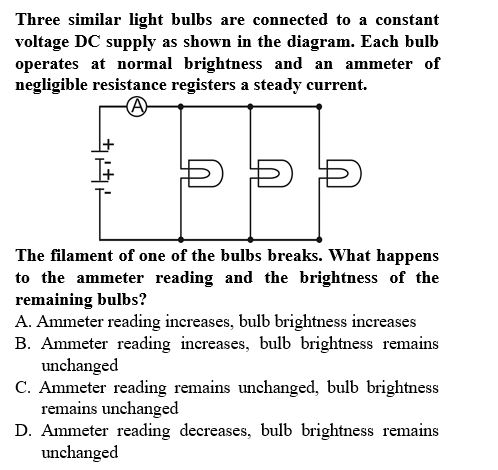 Three similar light bulbs are connected to a constant
voltage DC supply as shown in the diagram. Each bulb
operates at normal brightness and an ammeter of
negligible resistance registers a steady current.
A
+
-
+
-
The filament of one of the bulbs breaks. What happens
to the ammeter reading and the brightness of the
remaining bulbs?
A. Ammeter reading increases, bulb brightness increases
B. Ammeter reading increases, bulb brightness remains
unchanged
C. Ammeter reading remains unchanged, bulb brightness
remains unchanged
D. Ammeter reading decreases, bulb brightness remains
unchanged